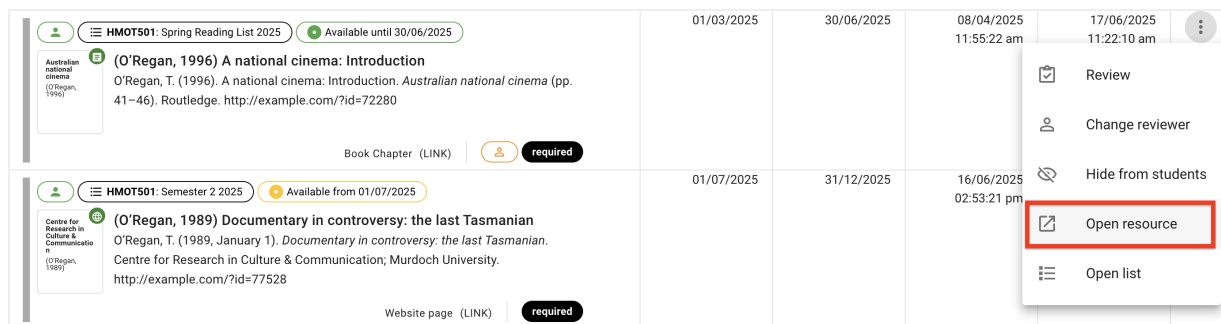 HMOT501: Spring Reading List 2025
Available until 30/06/2025
01/03/2025
30/06/2025
08/04/2025
11:55:22 am
17/06/2025
11:22:10 am
Australian
national
cinema
(O'Regan,
1996)
(O'Regan, 1996) A national cinema: Introduction
O'Regan, T. (1996). A national cinema: Introduction. Australian national cinema (pp.
41–46). Routledge. http://example.com/?id=72280
Book Chapter (LINK)
required
HMOT501: Semester 2 2025
Available from 01/07/2025
01/07/2025
31/12/2025
16/06/2025
02:53:21 pm
Centre for
Research in
Culture &
Communicatio
n
(O'Regan,
1989)
(O'Regan, 1989) Documentary in controversy: the last Tasmanian
O'Regan, T. (1989, January 1). Documentary in controversy: the last Tasmanian.
Centre for Research in Culture & Communication; Murdoch University.
http://example.com/?id=77528
Website page (LINK)
required
Review
Change reviewer
Hide from students
Open resource
Open list